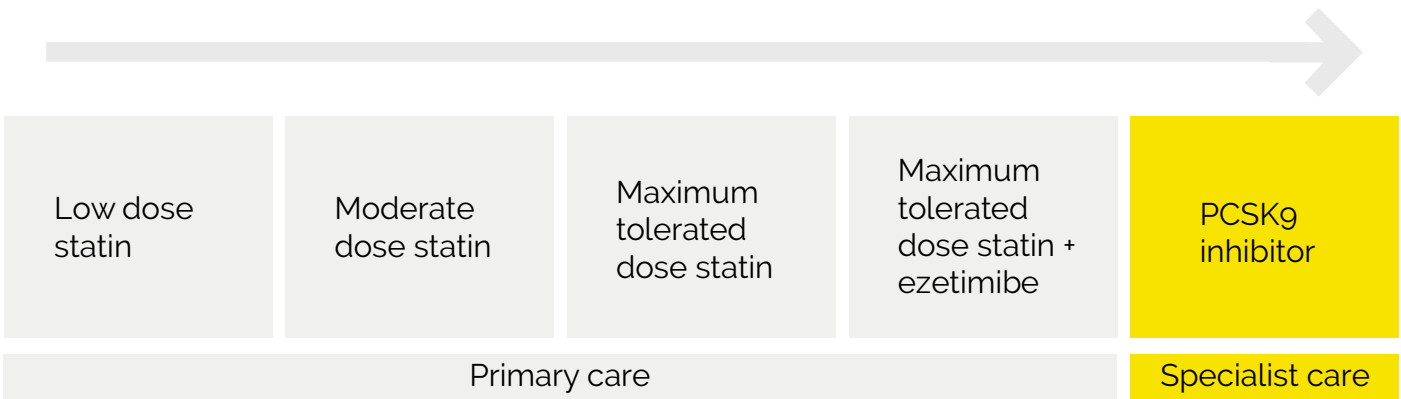 Low dose
statin
Moderate
dose statin
Maximum
tolerated
dose statin
Maximum
tolerated
dose statin +
ezetimibe
PCSK9
inhibitor
Primary care
Specialist care